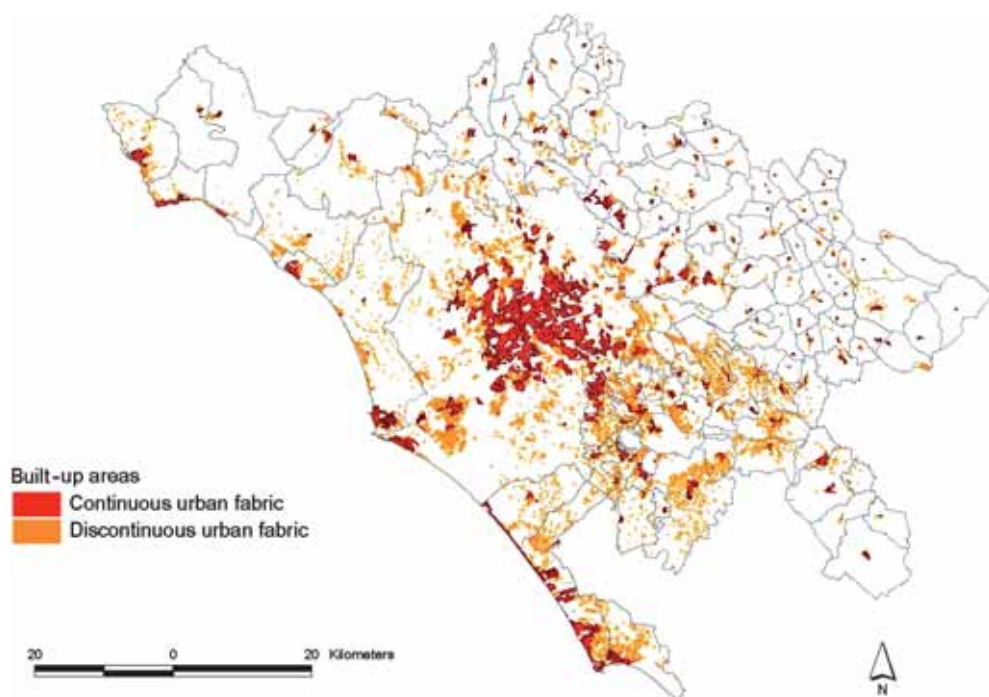 Built-up areas
Continuous urban fabric
Discontinuous urban fabric
20 0 20 Kilometers
N